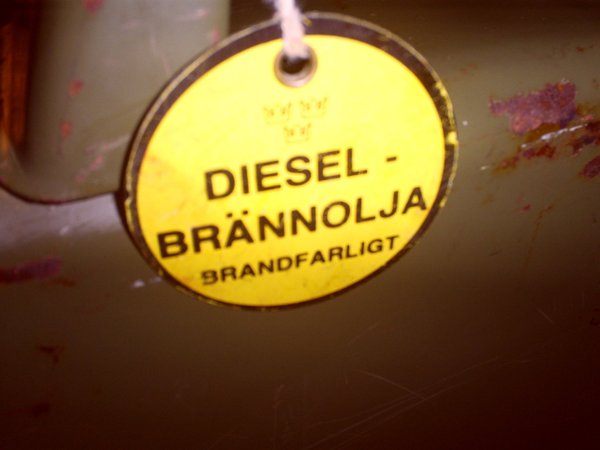 DIESEL -
BRÄNNOLJA
BRANDFARLIGT